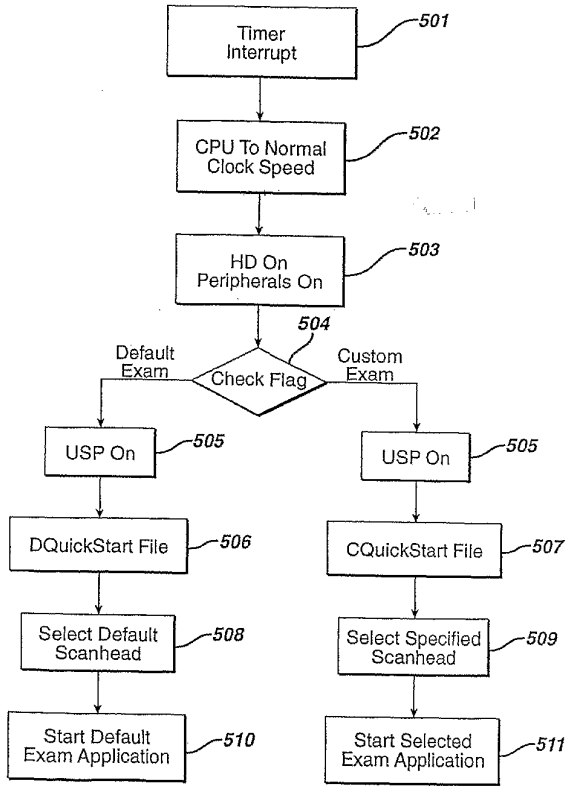 Timer
Interrupt
501
CPU To Normal
Clock Speed
502
HD On
Peripherals On
503
504
Check Flag
Default
Exam
Custom
Exam
USP On
505
USP On
505
DQuickStart File
506
CQuickStart File
507
Select Default
Scanhead
508
Select Specified
Scanhead
509
Start Default
Exam Application
510
Start Selected
Exam Application
511